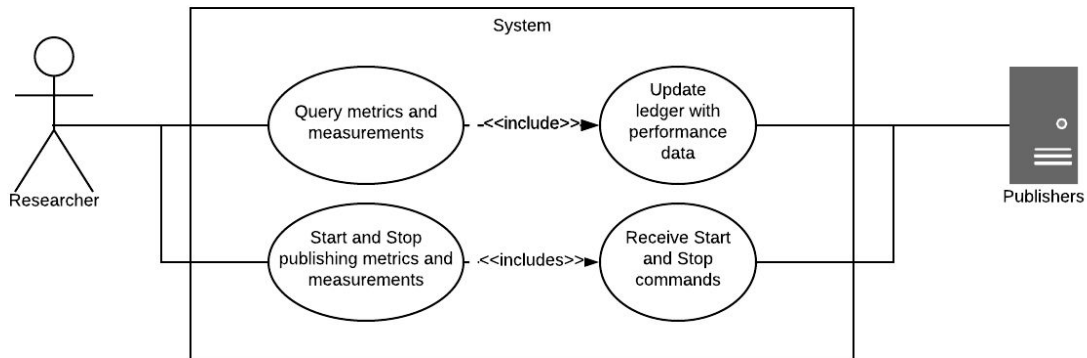 System
Query metrics and
measurements
<<include>>
Update
ledger with
performance
data
Researcher
Publishers
Start and Stop
publishing metrics and
measurements
<<includes>>
Receive Start
and Stop
commands